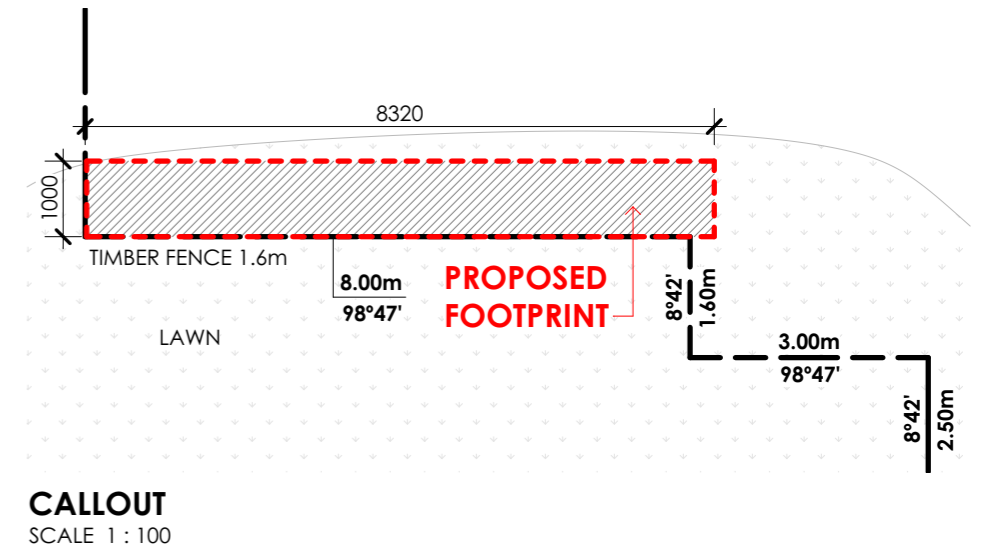 8320
1000
TIMBER FENCE 1.6m
8.00m
98°47'
PROPOSED
FOOTPRINT
8°42'
1.60m
LAWN
3.00m
98°47'
8°42'
2.50m
CALLOUT
SCALE 1 : 100